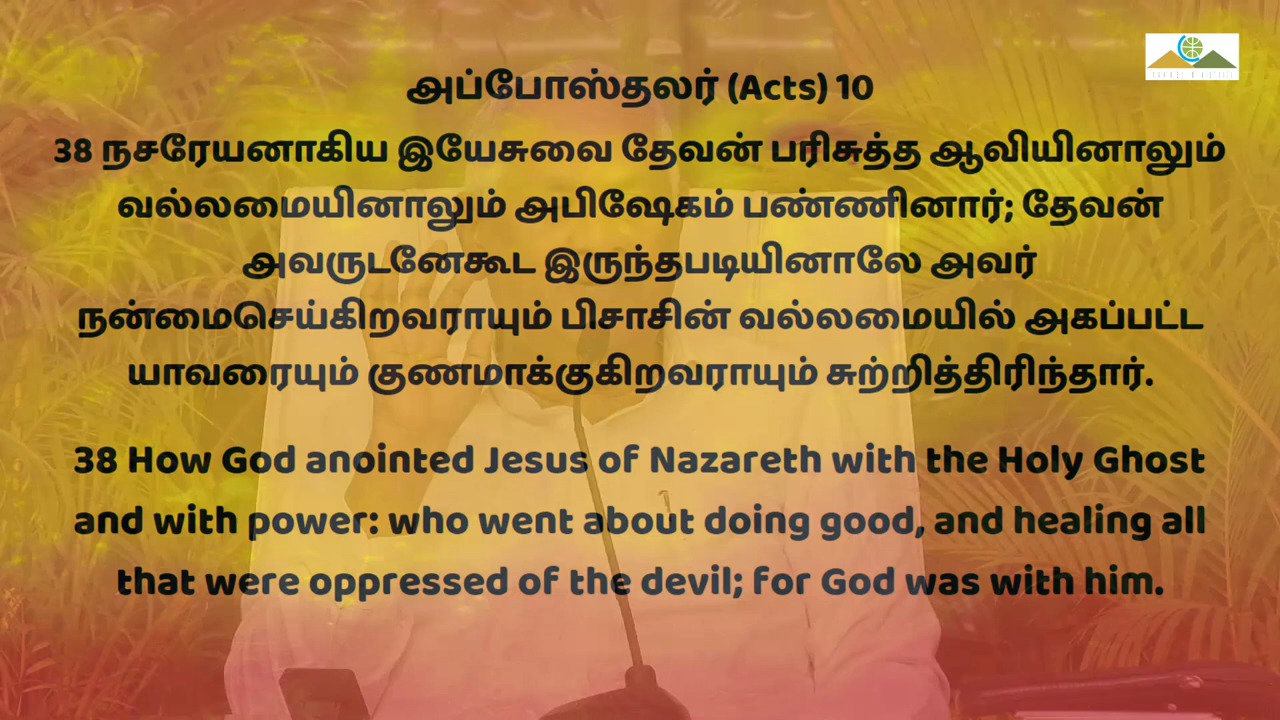 அப்போஸ்தலர் (Acts) 10
38 நசரேயனாகிய இயேசுவை தேவன் பரிசுத்த ஆவியினாலும்
வல்லமையினாலும் அபிஷேகம் பண்ணினார்; தேவன்
அவருடனேகூட இருந்தபடியினாலே அவர்
நன்மைசெய்கிறவராயும் பிசாசின் வல்லமையில் அகப்பட்ட
யாவரையும் குணமாக்குகிறவராயும் சுற்றித்திரிந்தார்.
38 How God anointed Jesus of Nazareth with the Holy Ghost
and with power: who went about doing good, and healing all
that were oppressed of the devil; for God was with him.